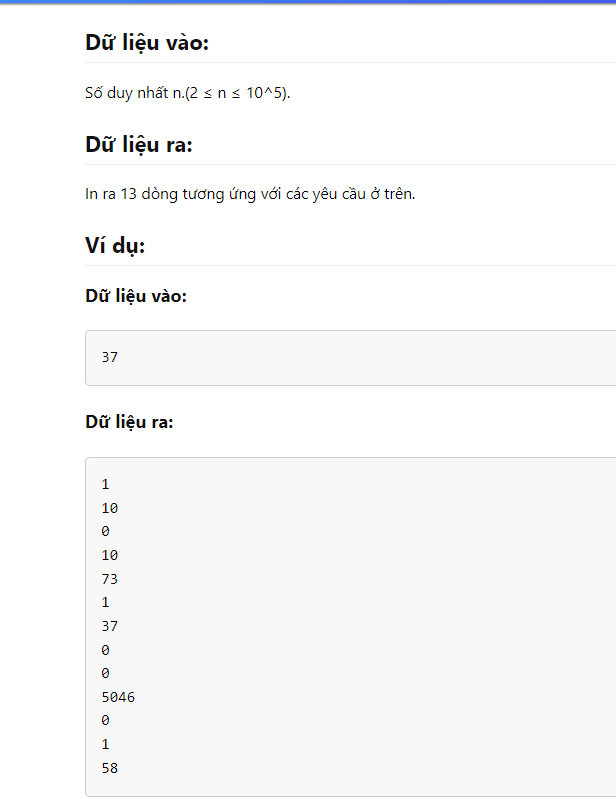 Dữ liệu vào:
Số duy nhất n.(2 ≤ n ≤ 10^5).
Dữ liệu ra:
In ra 13 dòng tương ứng với các yêu cầu ở trên.
Ví dụ:
Dữ liệu vào:
37
Dữ liệu ra:
1
10
0
10
73
1
37
0
0
5046
0
1
58